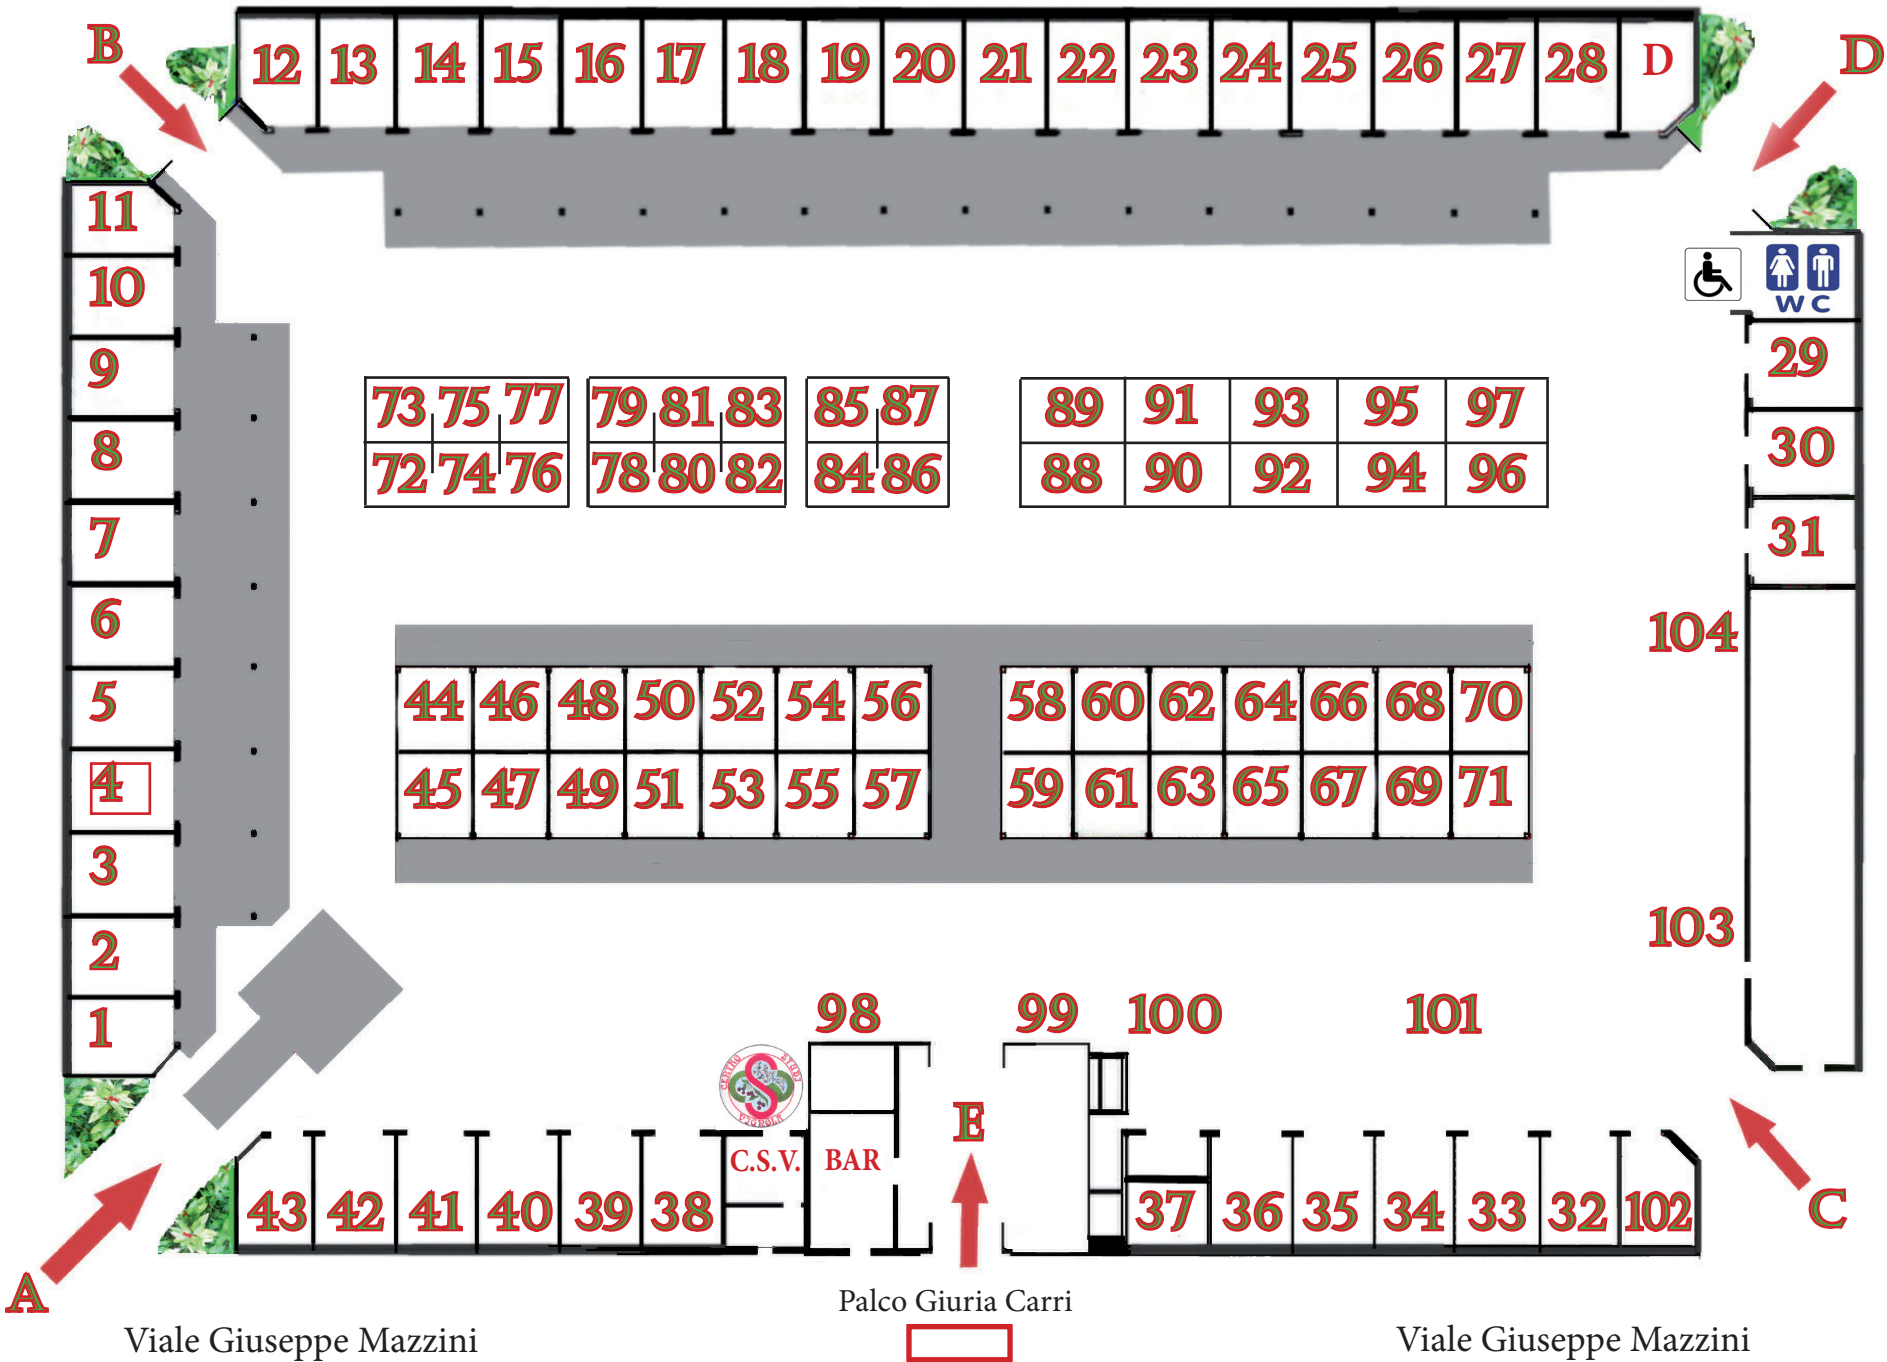 B
12 13 14 15 16 17 18 19 20 21 22 23 24 25 26 27 28 D
D
11
10
9
8
7
6
5
4
3
2
1
WC
29
30
31
73 75 77 79 81 83 85 87 89 91 93 95 97
72 74 76 78 80 82 84 86 88 90 92 94 96
104
44 46 48 50 52 54 56 58 60 62 64 66 68 70
45 47 49 51 53 55 57 59 61 63 65 67 69 71
103
98 99 100 101
CENTRO STUDI
VIGNOLA
E
C.S.V. BAR
43 42 41 40 39 38 37 36 35 34 33 32 102
C
A
Palco Giuria Carri
Viale Giuseppe Mazzini Viale Giuseppe Mazzini